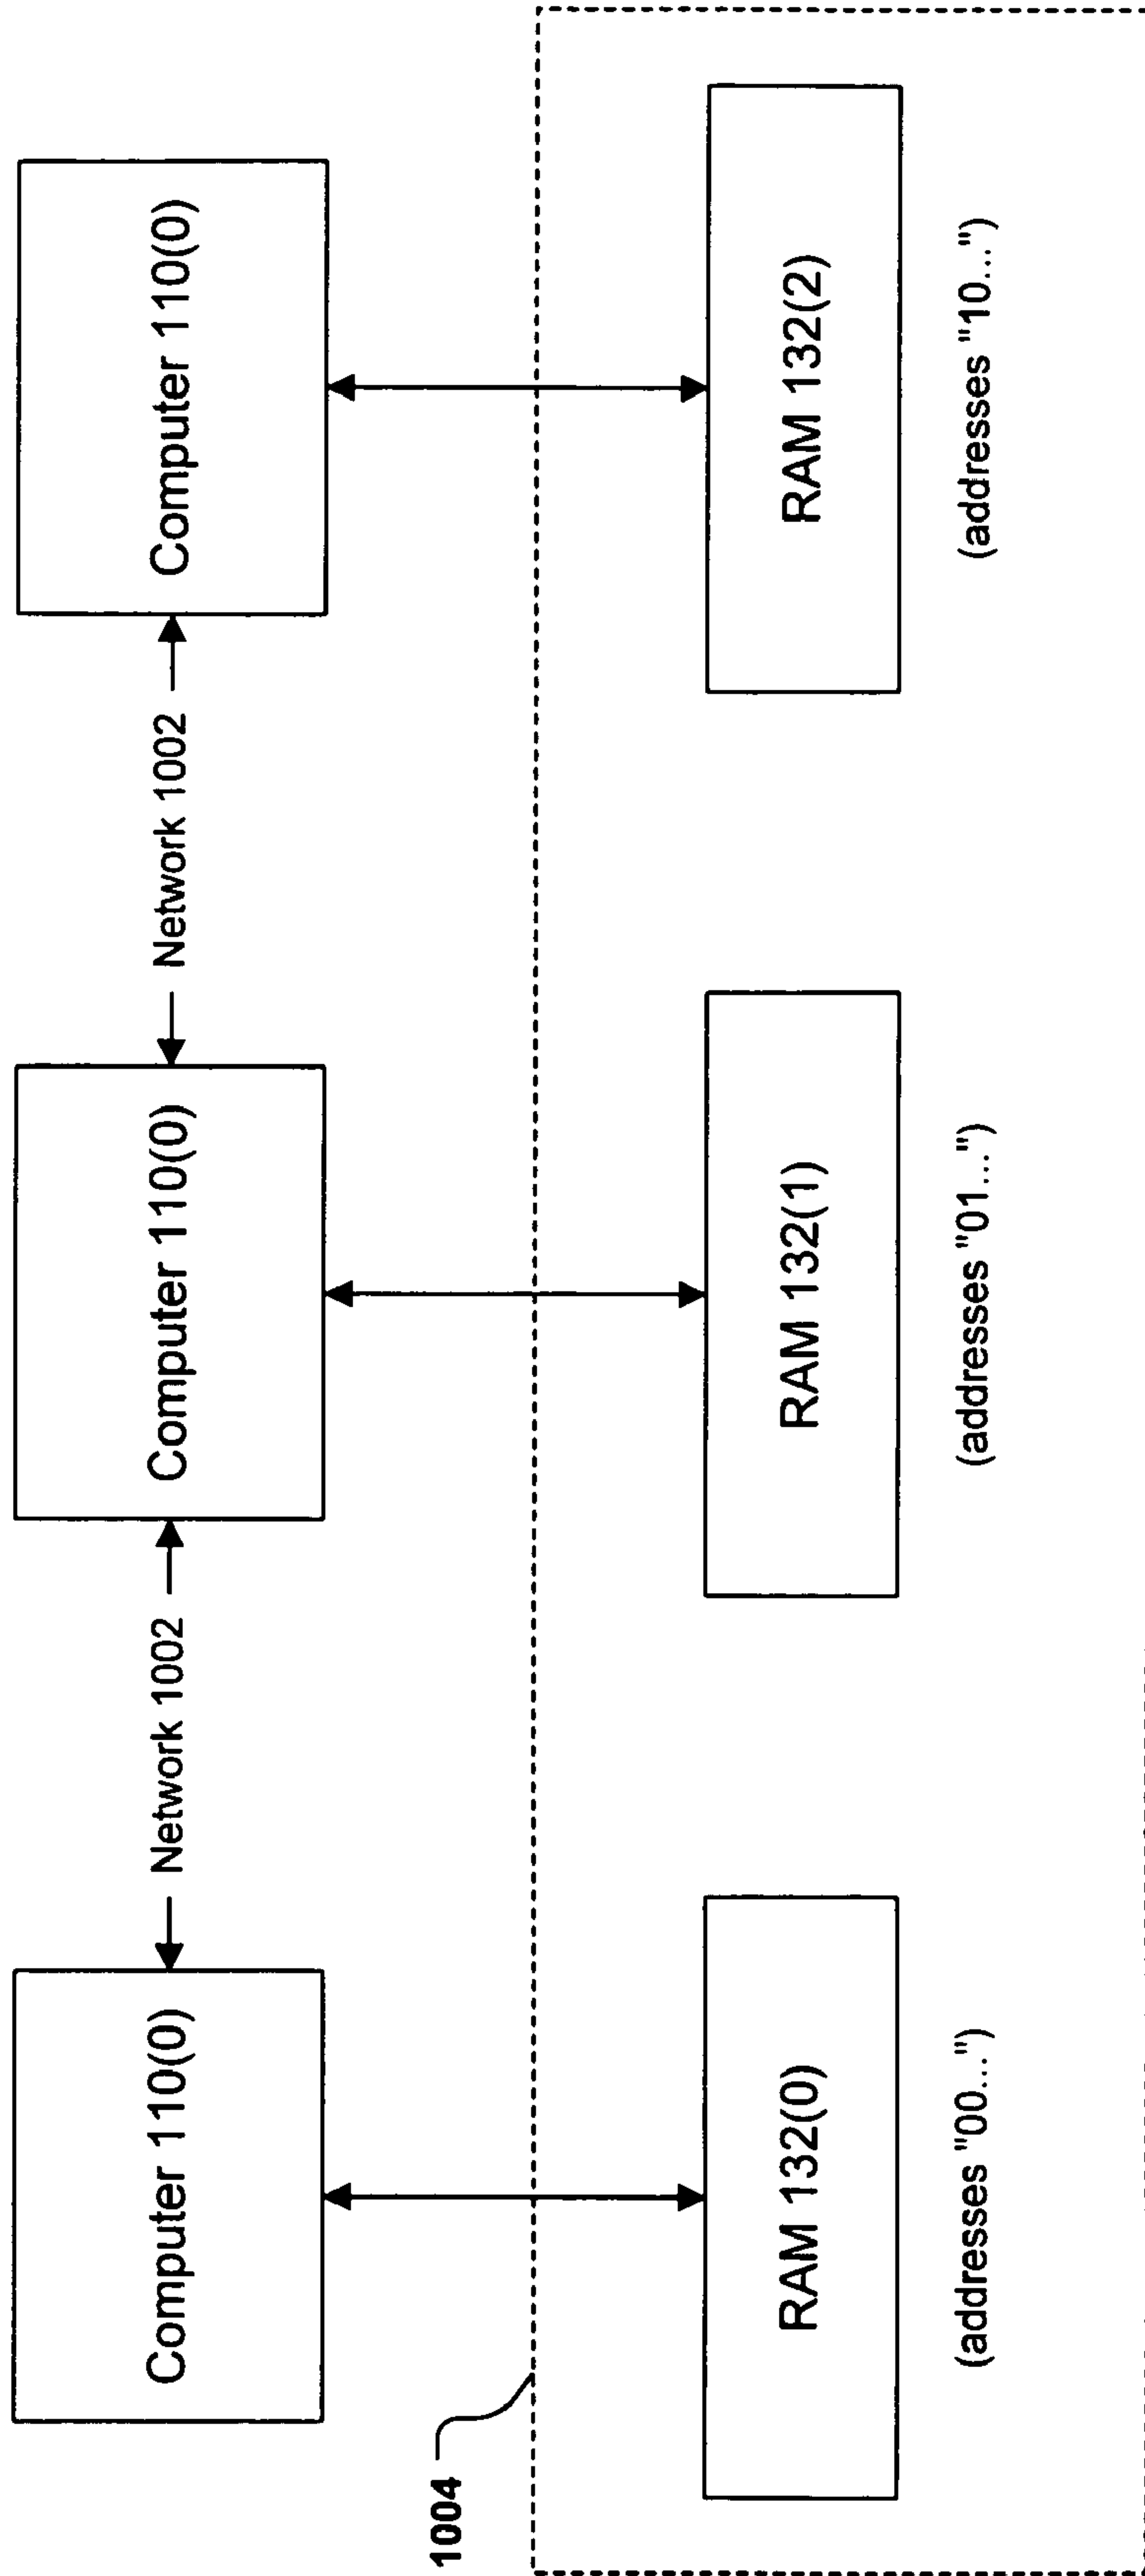 Computer 110(0)
Network 1002
Computer 110(0)
Network 1002
Computer 110(0)
1004
RAM 132(0)
RAM 132(1)
RAM 132(2)
(addresses "00...")
(addresses "01...")
(addresses "10...")